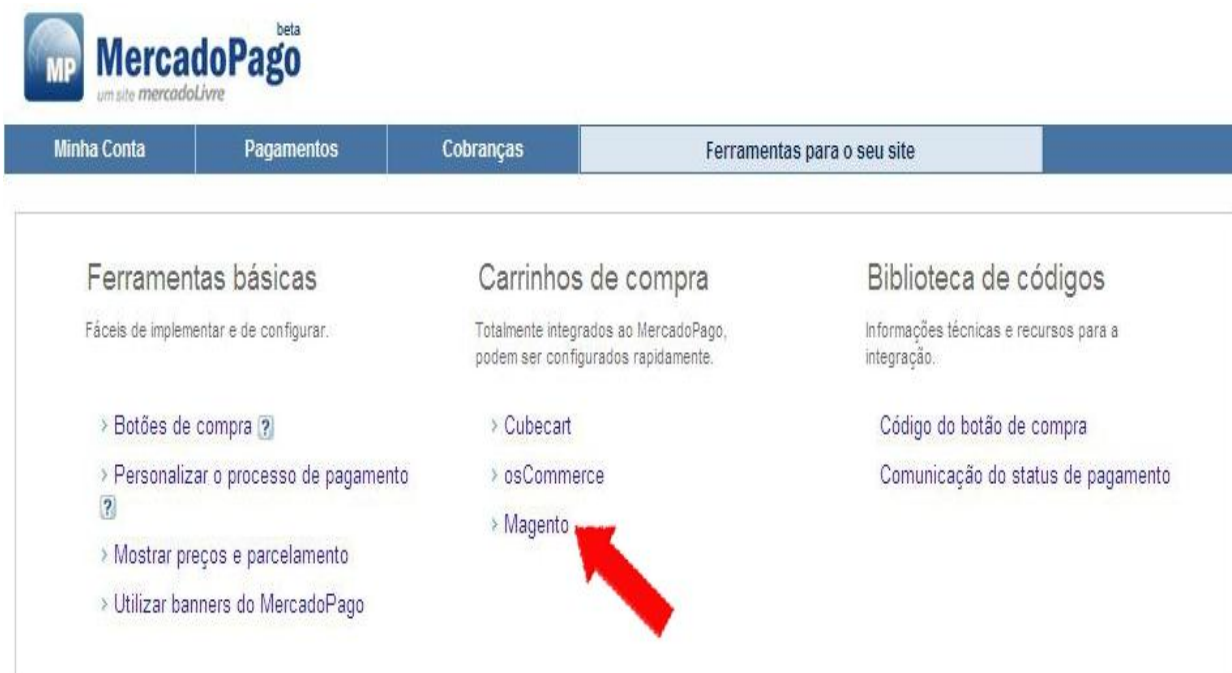 beta
MP
MercadoPago
um site mercadoLivre
Minha Conta
Pagamentos
Cobranças
Ferramentas para o seu site
Ferramentas básicas
Fáceis de implementar e de configurar.
> Botões de compra ?
> Personalizar o processo de pagamento
?
> Mostrar preços e parcelamento
> Utilizar banners do MercadoPago
Carrinhos de compra
Totalmente integrados ao MercadoPago,
podem ser configurados rapidamente.
> Cubecart
> osCommerce
> Magento
Biblioteca de códigos
Informações técnicas e recursos para a
integração.
Código do botão de compra
Comunicação do status de pagamento